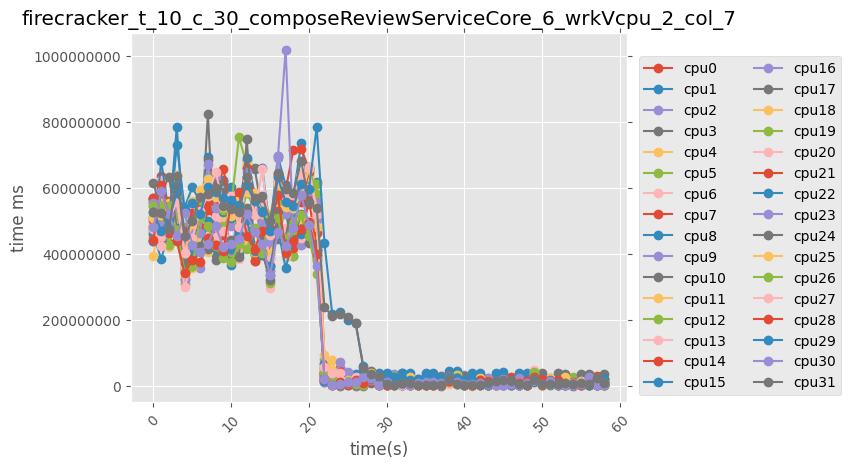 firecracker_t_10_c_30_composeReviewServiceCore_6_wrkVcpu_2_col_7
time ms
1000000000
800000000
600000000
400000000
200000000
0
0
10
20
30
40
50
60
time(s)
cpu0
cpu1
cpu2
cpu3
cpu4
cpu5
cpu6
cpu7
cpu8
cpu9
cpu10
cpu11
cpu12
cpu13
cpu14
cpu15
cpu16
cpu17
cpu18
cpu19
cpu20
cpu21
cpu22
cpu23
cpu24
cpu25
cpu26
cpu27
cpu28
cpu29
cpu30
cpu31